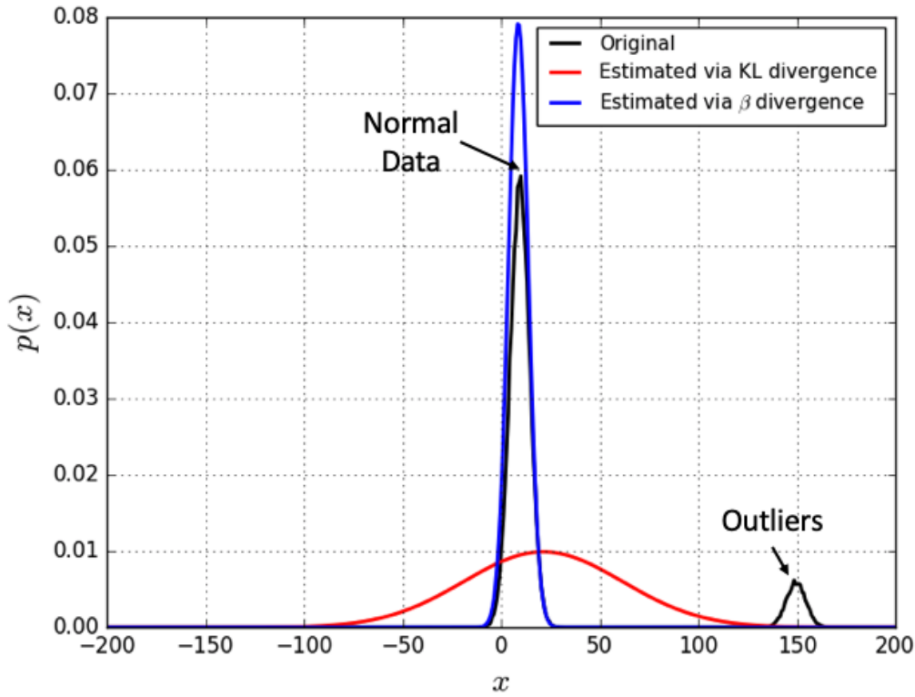 0.08
0.07
0.06
0.05
0.04
0.03
0.02
0.01
0.00
p(x)
Original
Estimated via KL divergence
Estimated via β divergence
Normal
Data
Outliers
−200 −150 −100 −50 0 50 100 150 200
x